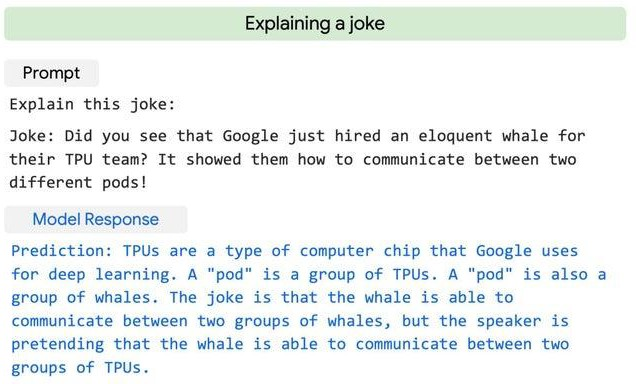 Explaining a joke
Prompt
Explain this joke:
Joke: Did you see that Google just hired an eloquent whale for
their TPU team? It showed them how to communicate between two
different pods!
Model Response
Prediction: TPUs are a type of computer chip that Google uses
for deep learning. A "pod" is a group of TPUs. A "pod" is also a
group of whales. The joke is that the whale is able to
communicate between two groups of whales, but the speaker is
pretending that the whale is able to communicate between two
groups of TPUs.